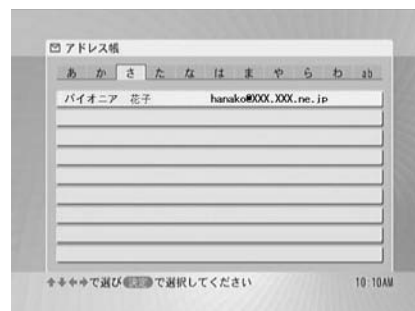 アドレス帳
あ か さ た な は ま や ら わ ab
パイオニア 花子 hanako@XXX.XXX.ne.jp
↑↓←→で選び 決定 で選択してください 10:10AM